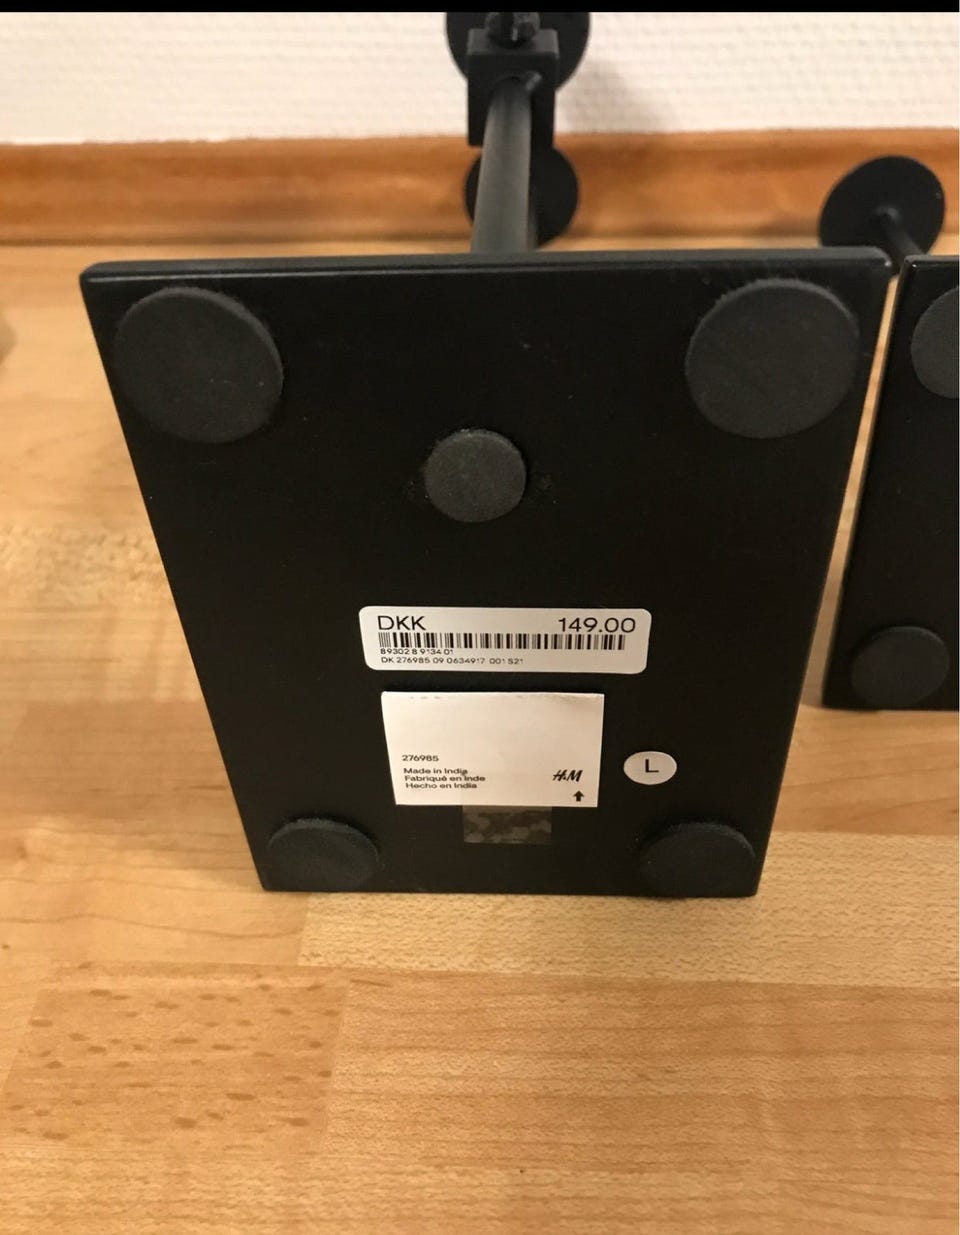 DKK 149.00
89302 8 9134 01
DK 276985 09 0634917 001 S21
276985
Made in India
Fabriqué en Inde
Hecho en India
H&M
L